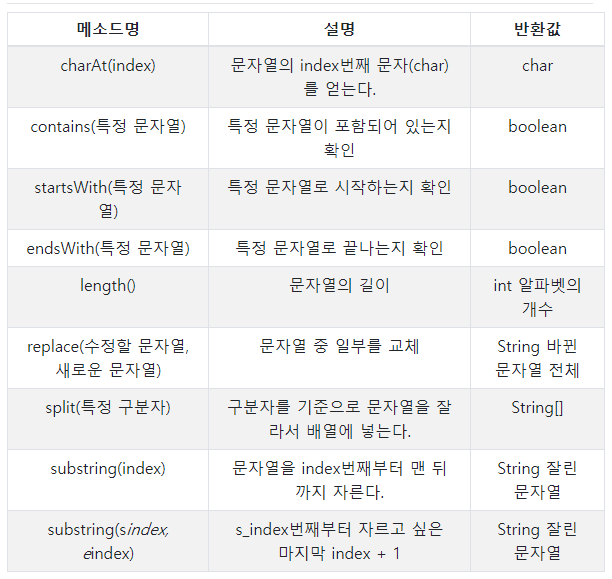 메소드명 설명 반환값
charAt(index) 문자열의 index번째 문자(char) char
를 얻는다.
contains(특정 문자열) 특정 문자열이 포함되어 있는지 boolean
확인
startsWith(특정 문자 특정 문자열로 시작하는지 확인 boolean
열)
endsWith(특정 문자열) 특정 문자열로 끝나는지 확인 boolean
length() 문자열의 길이 int 알파벳의
개수
replace(수정할 문자열, 문자열 중 일부를 교체 String 바뀐
새로운 문자열) 문자열 전체
split(특정 구분자) 구분자를 기준으로 문자열을 잘 String[]
라서 배열에 넣는다.
substring(index) 문자열을 index번째부터 맨 뒤 String 잘린
까지 자른다. 문자열
substring(sindex, s_index번째부터 자르고 싶은 String 잘린
eindex) 마지막 index + 1 문자열